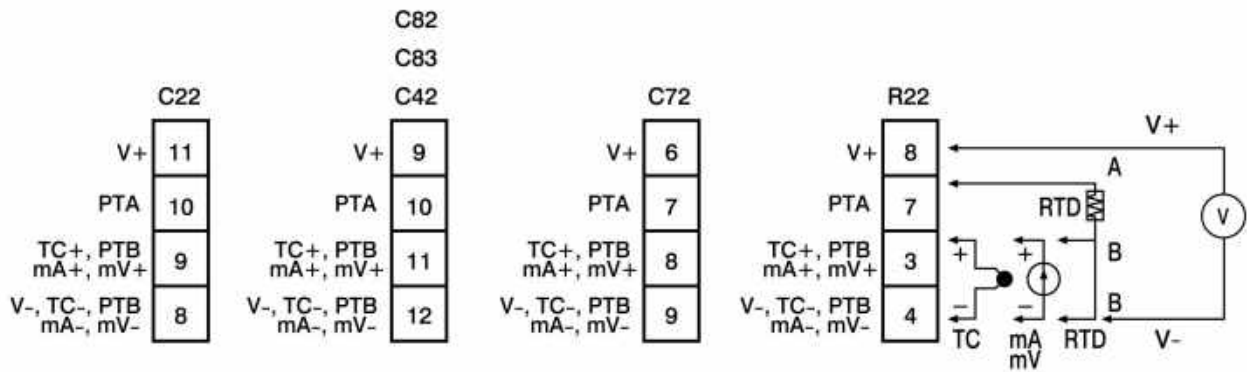 C82
C83
C22
C42
C72
R22
V+ 11
PTA 10
TC+, PTB
mA+, mV+ 9
V-, TC-, PTB
mA-, mV- 8
V+ 9
PTA 10
TC+, PTB
mA+, mV+ 11
V-, TC-, PTB
mA-, mV- 12
V+ 6
PTA 7
TC+, PTB
mA+, mV+ 8
V-, TC-, PTB
mA-, mV- 9
V+ 8
PTA 7
TC+, PTB
mA+, mV+ 3
V-, TC-, PTB
mA-, mV- 4
V+
A
RTD
V
+ + B
- - B
TC mA
mV RTD V-